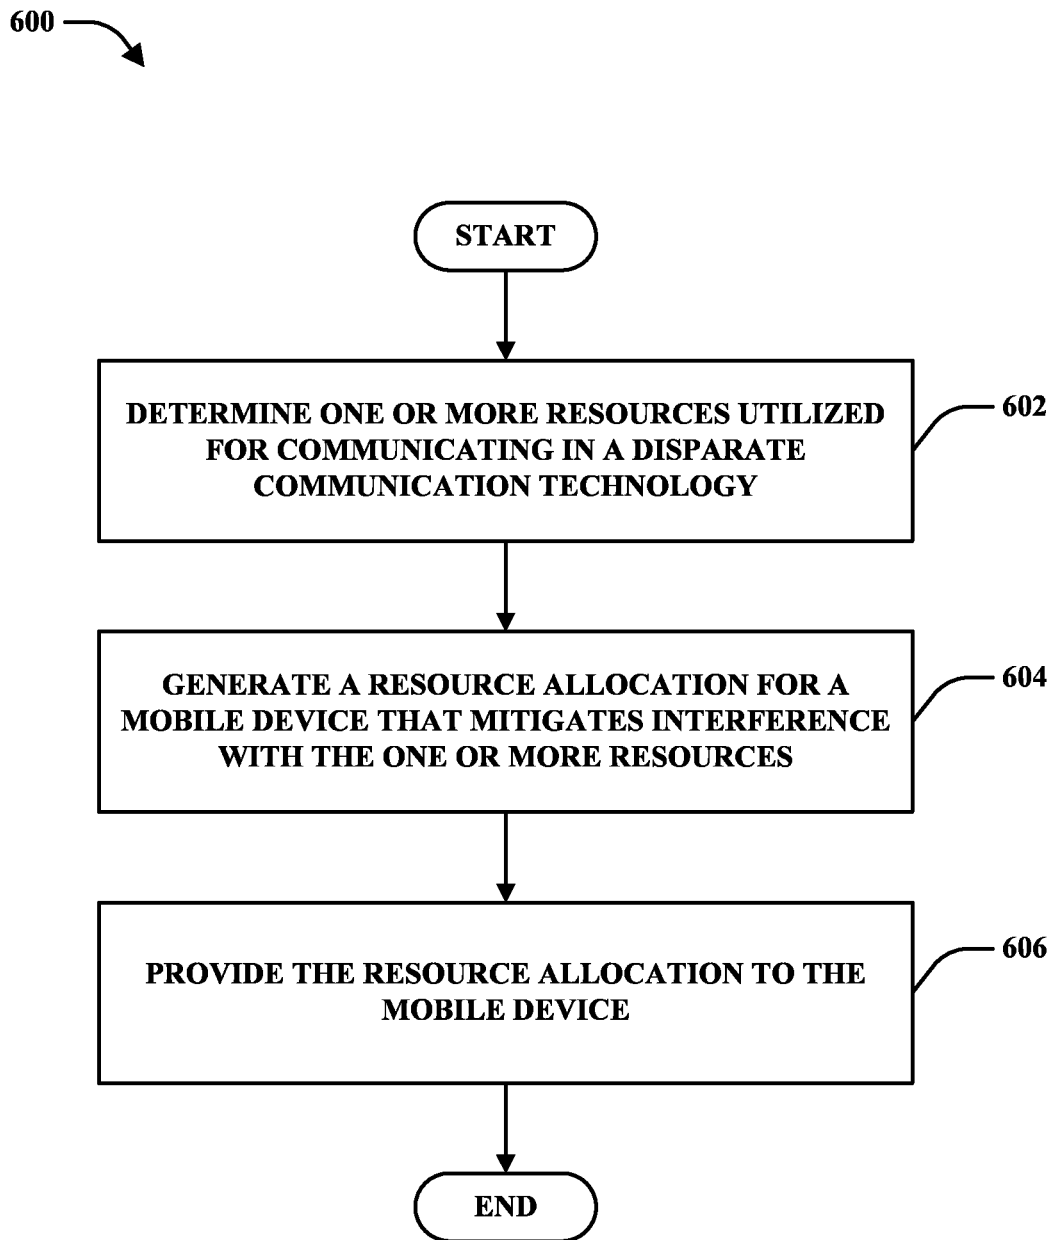 600
START
DETERMINE ONE OR MORE RESOURCES UTILIZED
FOR COMMUNICATING IN A DISPARATE
COMMUNICATION TECHNOLOGY
602
GENERATE A RESOURCE ALLOCATION FOR A
MOBILE DEVICE THAT MITIGATES INTERFERENCE
WITH THE ONE OR MORE RESOURCES
604
PROVIDE THE RESOURCE ALLOCATION TO THE
MOBILE DEVICE
606
END